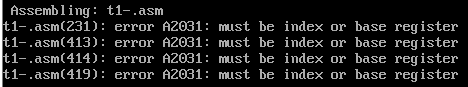 Assembling: t1-.asm
t1-.asm(231): error A2031: must be index or base register
t1-.asm(413): error A2031: must be index or base register
t1-.asm(414): error A2031: must be index or base register
t1-.asm(419): error A2031: must be index or base register